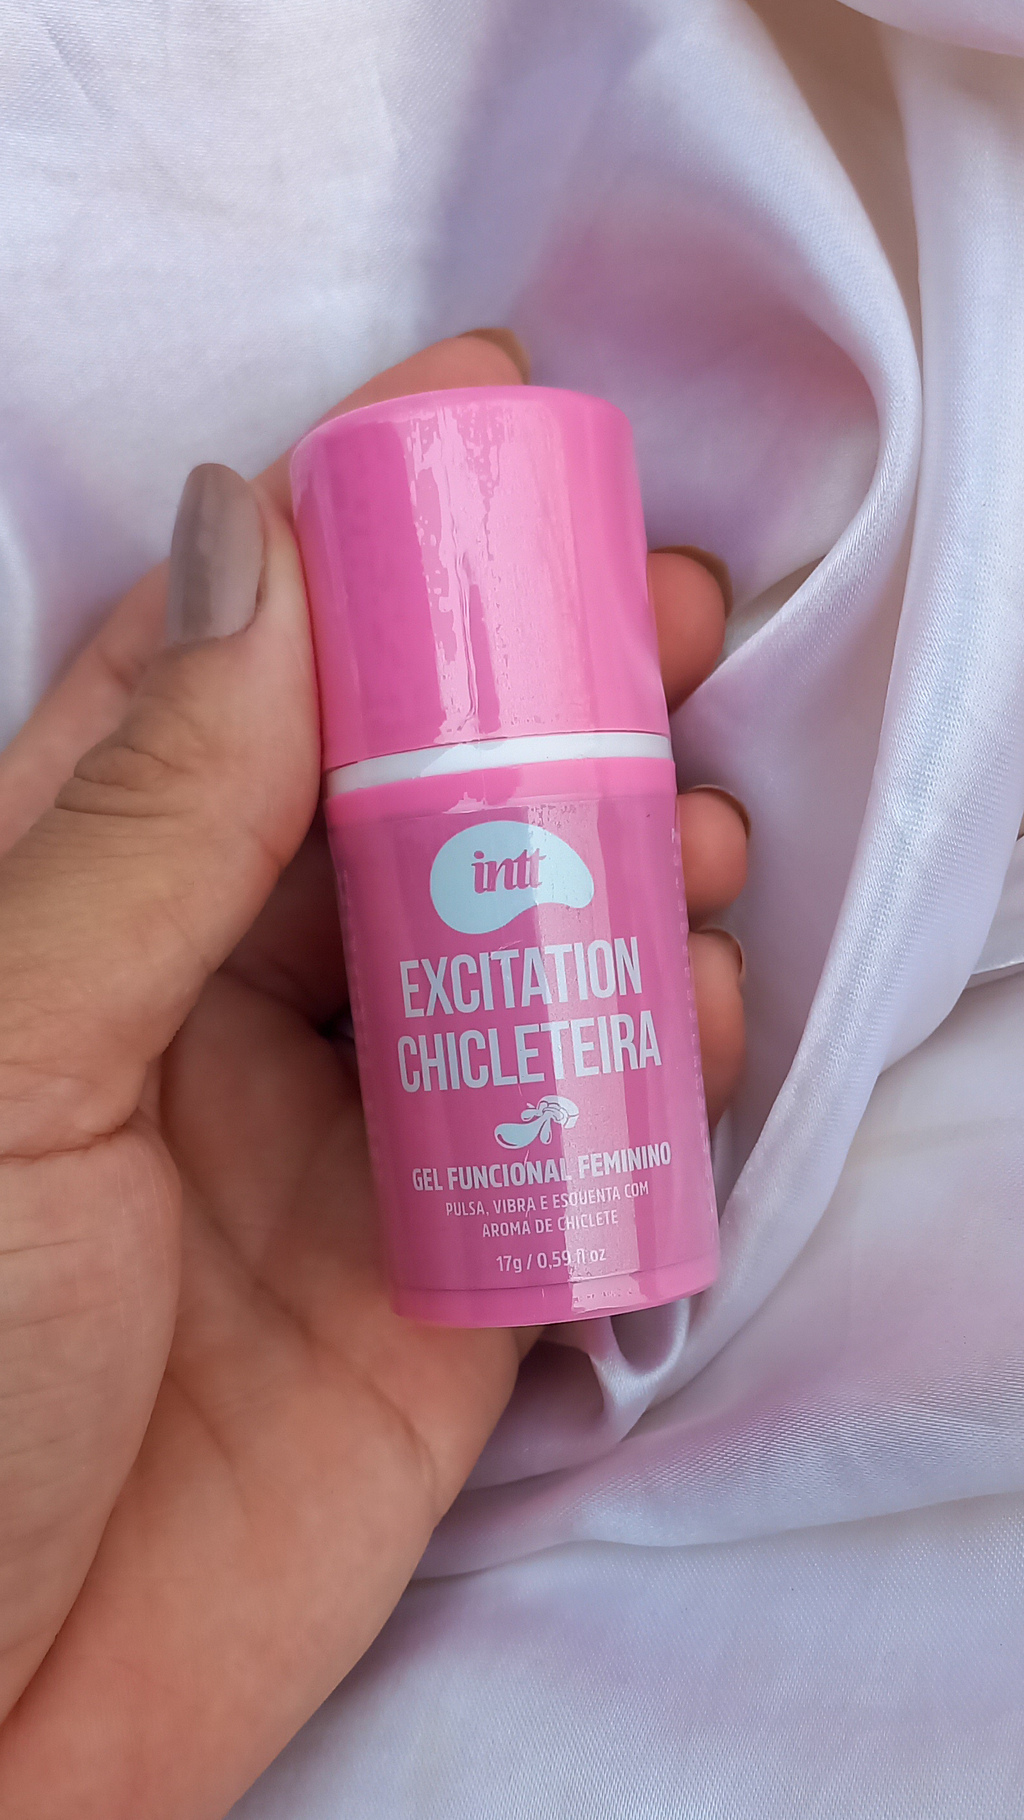 intt
EXCITATION
CHICLETEIRA
GEL FUNCIONAL FEMININO
PULSA, VIBRA E ESQUENTA COM
AROMA DE CHICLETE
17g / 0,59 fl oz